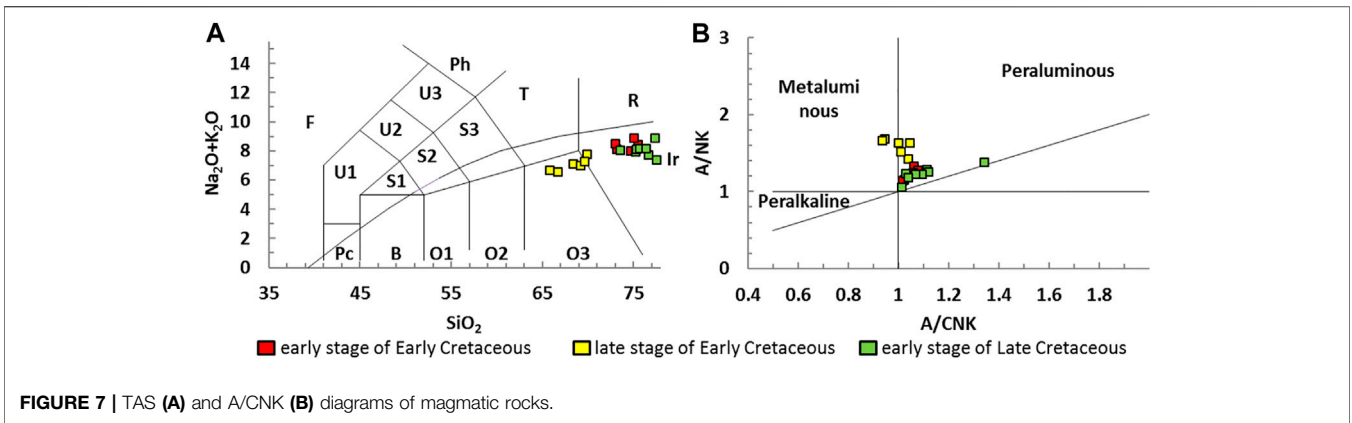 A
Na2O+K2O
14
12
10
8
6
4
2
0
F
Ph
U3
T
R
U2
S3
U1
S2
S1
Ir
Pc
B
O1
O2
O3
35
45
55
65
75
SiO2
B
A/NK
3
2
1
0
Metalumi
nous
Peraluminous
Peralkaline
0.4
0.6
0.8
1
1.2
1.4
1.6
1.8
A/CNK
early stage of Early Cretaceous
late stage of Early Cretaceous
early stage of Late Cretaceous
FIGURE 7 | TAS (A) and A/CNK (B) diagrams of magmatic rocks.